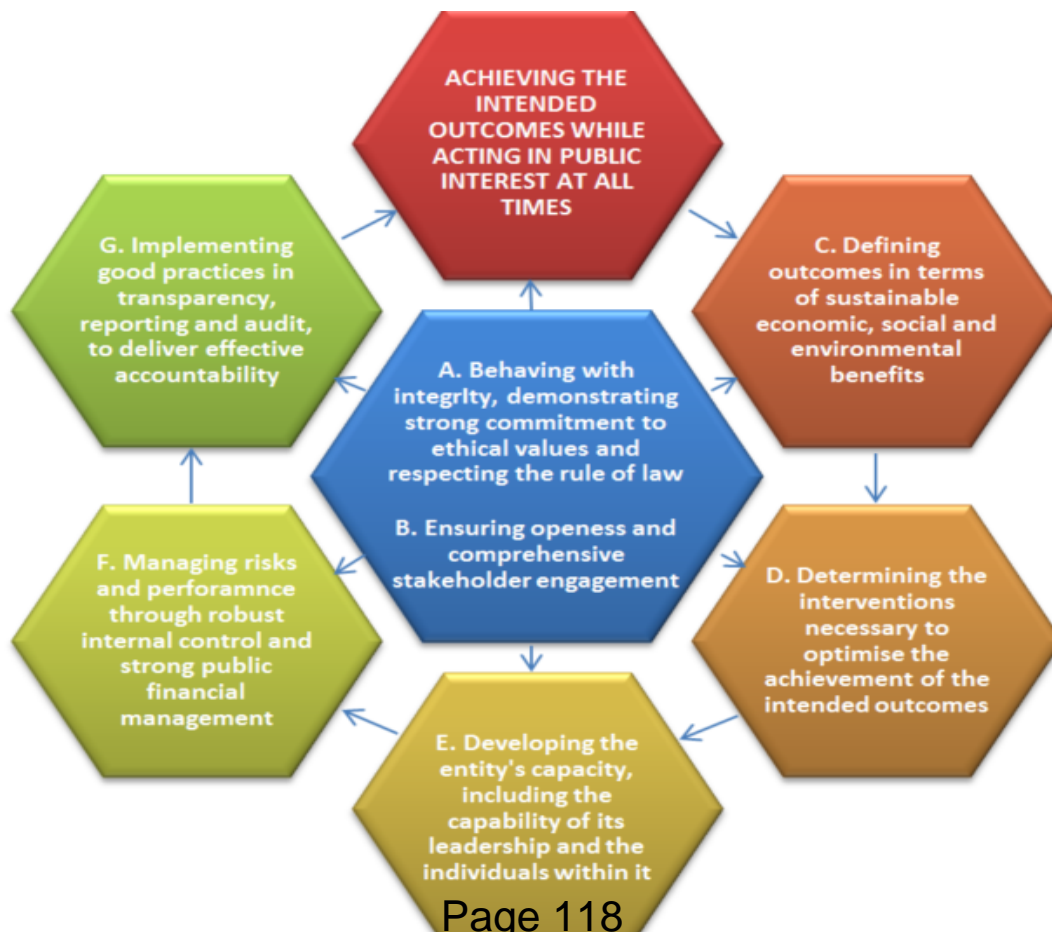 ACHIEVING THE
INTENDED
OUTCOMES WHILE
ACTING IN PUBLIC
INTEREST AT ALL
TIMES
G. Implementing
good practices in
transparency,
reporting and audit,
to deliver effective
accountability
C. Defining
outcomes in terms
of sustainable
economic, social and
environmental
benefits
A. Behaving with
integrIty, demonstrating
strong commitment to
ethical values and
respecting the rule of law
B. Ensuring openess and
comprehensive
stakeholder engagement
F. Managing risks
and perforamnce
through robust
internal control and
strong public
financial
management
D. Determining the
interventions
necessary to
optimise the
achievement of the
intended outcomes
E. Developing the
entity's capacity,
including the
capability of its
leadership and the
individuals within it
Page 118